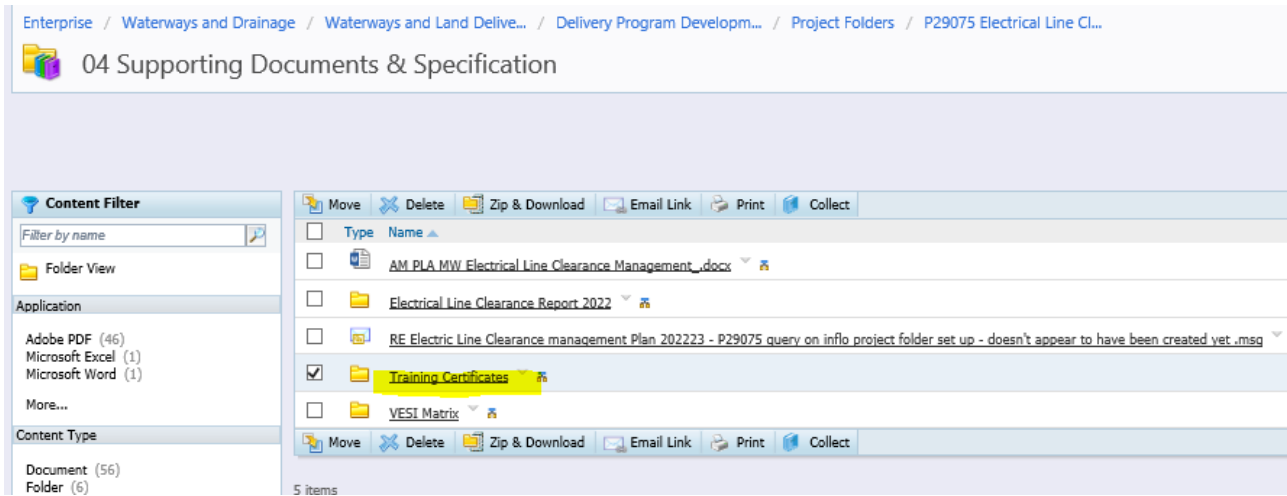 Enterprise / Waterways and Drainage / Waterways and Land Delive... / Delivery Program Developm... / Project Folders / P29075 Electrical Line Cl...
04 Supporting Documents & Specification
Content Filter
Filter by name
Folder View
Application
Adobe PDF (46)
Microsoft Excel (1)
Microsoft Word (1)
More...
Content Type
Document (56)
Folder (6)
Move Delete Zip & Download Email Link Print Collect
Type Name
AM PLA MW Electrical Line Clearance Management_.docx
Electrical Line Clearance Report 2022
RE Electric Line Clearance management Plan 202223 - P29075 query on inflo project folder set up - doesn't appear to have been created yet .msg
Training Certificates
VESI Matrix
Move Delete Zip & Download Email Link Print Collect
5 items